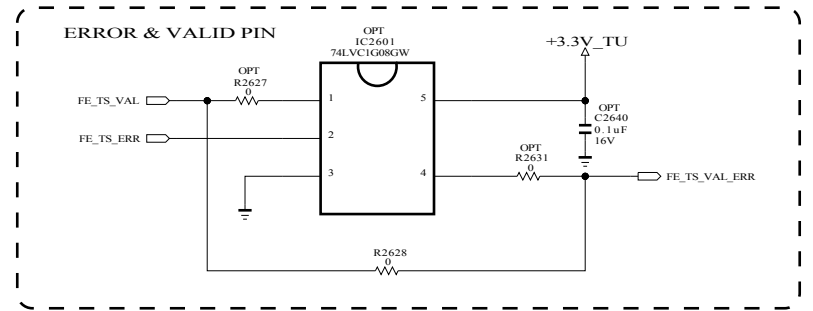 ERROR & VALID PIN
OPT
IC2601
74LVC1G08GW
+3.3V_TU
OPT
R2627
0
FE_TS_VAL
1
5
OPT
C2640
0.1uF
16V
FE_TS_ERR
2
OPT
R2631
0
3
4
FE_TS_VAL_ERR
R2628
0